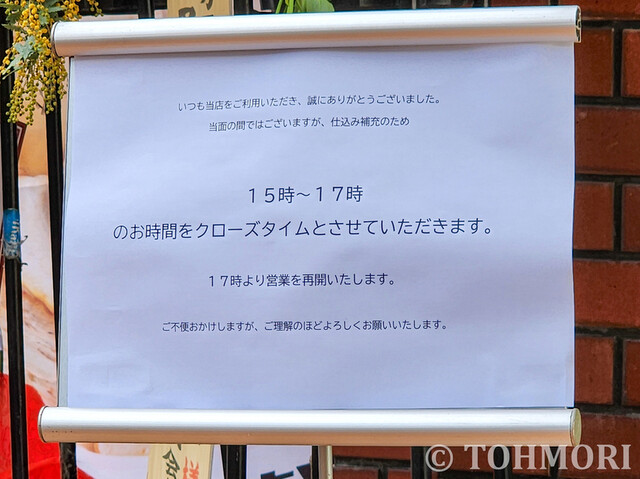 いつも当店をご利用いただき、誠にありがとうございました。
当面の間ではございますが、仕込み補充のため
15時～17時
のお時間をクローズタイムとさせていただきます。
17時より営業を再開いたします。
ご不便おかけしますが、ご理解のほどよろしくお願いいたします。
© TOHMORI